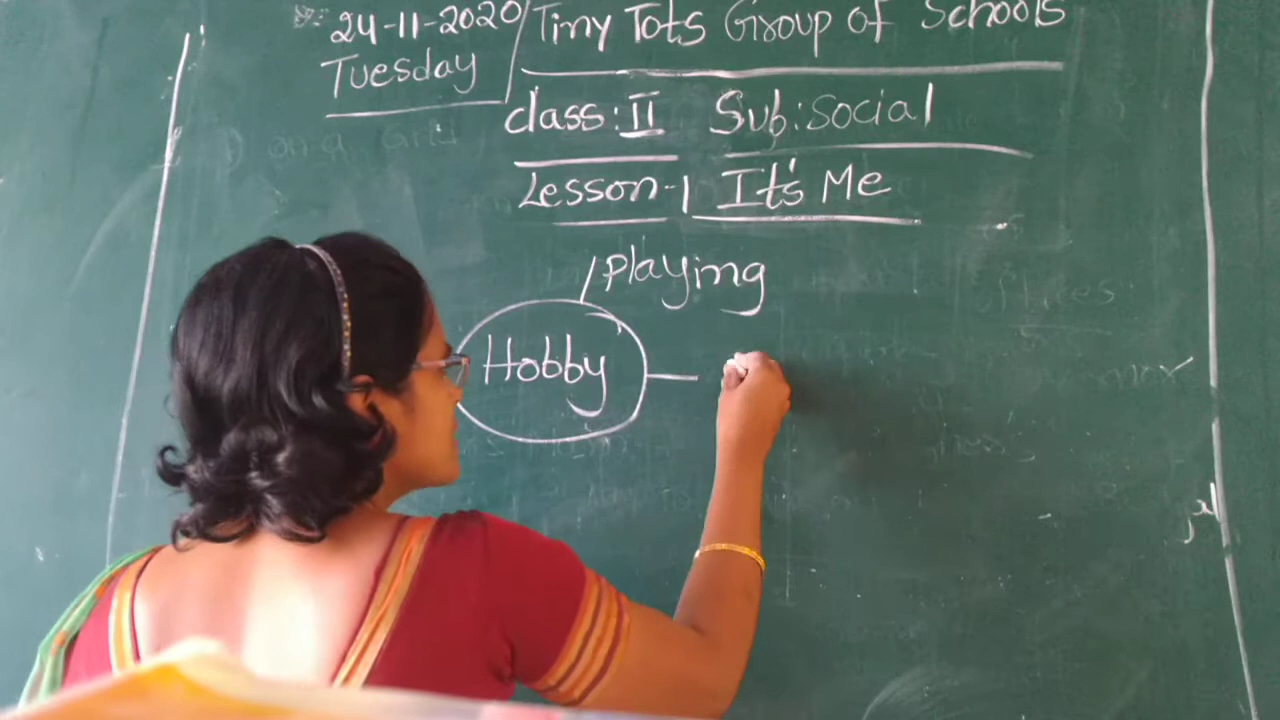 24-11-2020
Tuesday
Tiny Tots Group of Schools
class: II Sub: Social
Lesson-1 It's Me
playing
Hobby